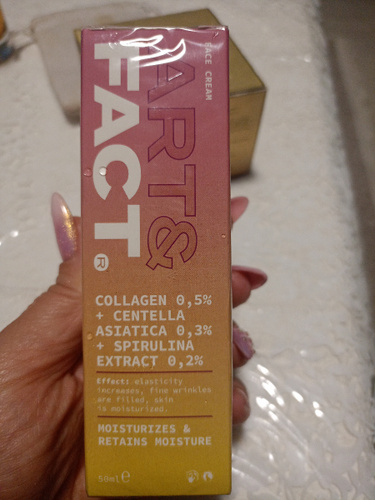 FACE CREAM
ART&
FACT®
COLLAGEN 0,5%
+ CENTELLA
ASIATICA 0,3%
+ SPIRULINA
EXTRACT 0,2%
Effect: elasticity
increases, fine wrinkles
are filled, skin
is moisturized.
MOISTURIZES &
RETAINS MOISTURE
50ml ℮